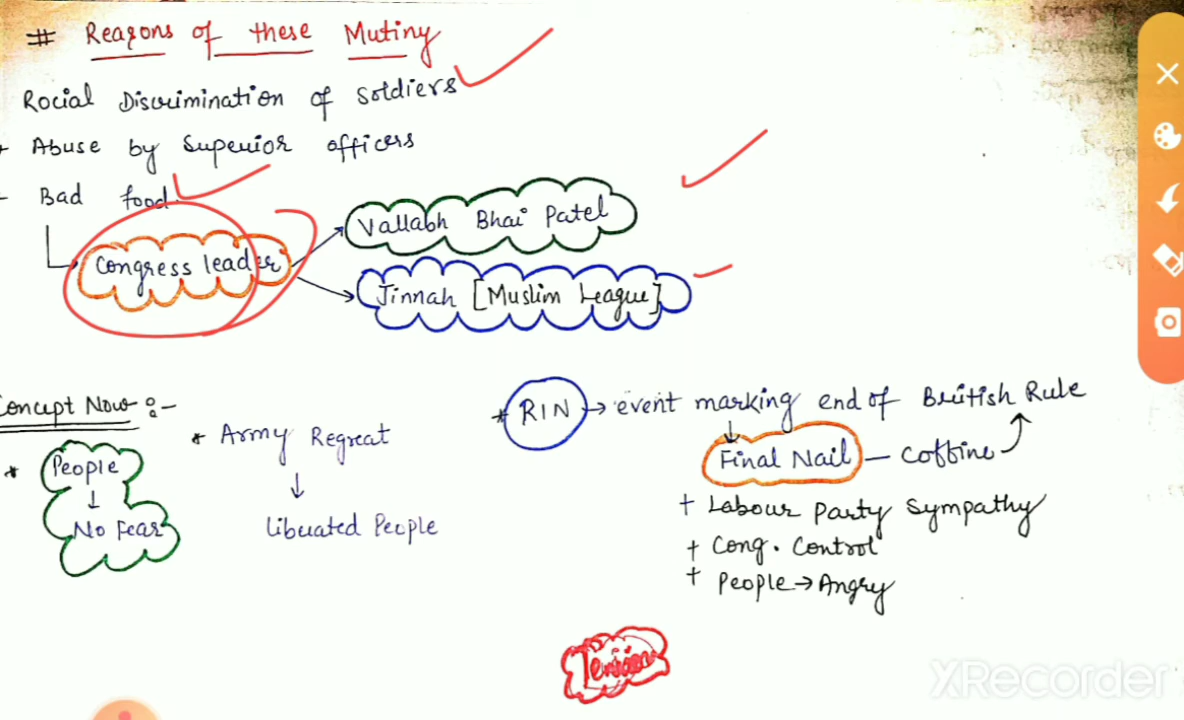 # Reasons of these Mutiny
Rocial Discrimination of Soldiers
+ Abuse by Superior officers
- Bad food
Congress leader
Vallabh Bhai Patel
Jinnah [Muslim League]
Concept Now :-
* People
↓
No Fear
* Army Regreat
↓
Liberated People
* RIN → event marking end of British Rule
↓
Final Nail — Coffine
+ Labour Party Sympathy
+ Cong. Control
+ People → Angry
Tension
XRecorder